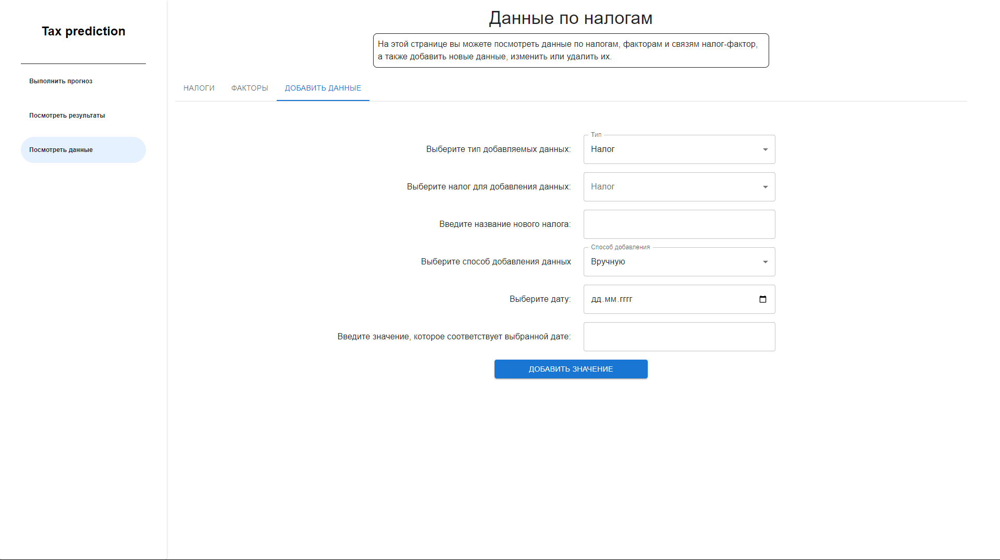 Tax prediction
Выполнить прогноз
Посмотреть результаты
Посмотреть данные
Данные по налогам
На этой странице вы можете посмотреть данные по налогам, факторам и связям налог-фактор,
а также добавить новые данные, изменить или удалить их.
НАЛОГИ
ФАКТОРЫ
ДОБАВИТЬ ДАННЫЕ
Тип
Выберите тип добавляемых данных:
Налог
Выберите налог для добавления данных:
Налог
Введите название нового налога:
Способ добавления
Выберите способ добавления данных
Вручную
Выберите дату:
дд.мм.гггг
Введите значение, которое соответствует выбранной дате:
ДОБАВИТЬ ЗНАЧЕНИЕ